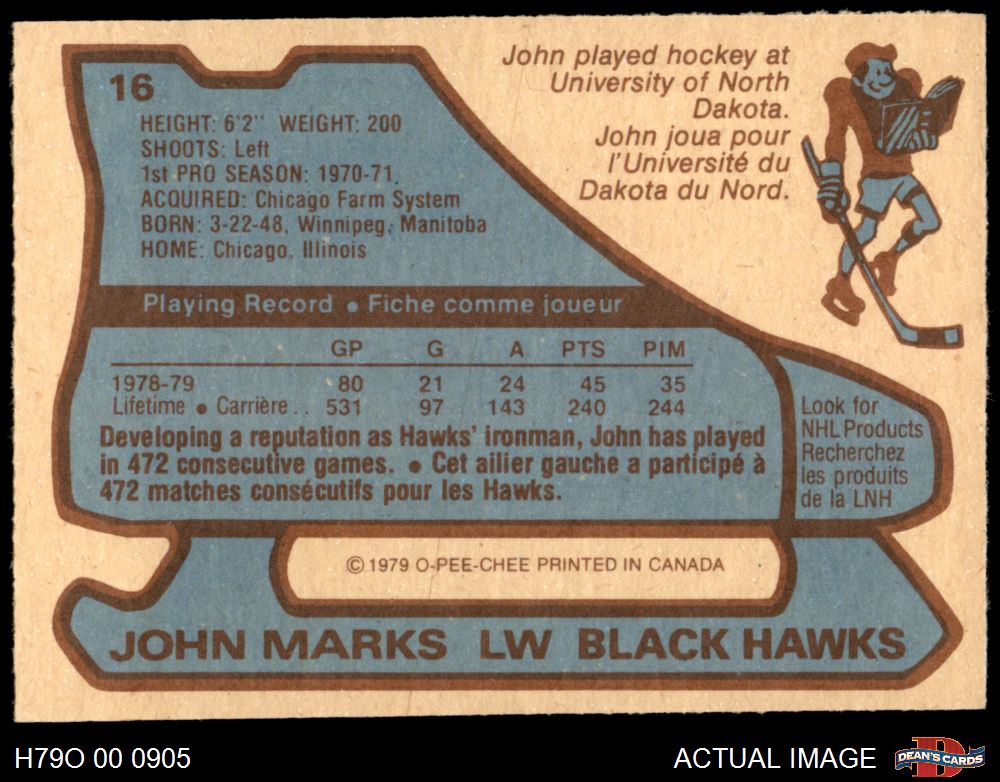 16
HEIGHT: 6'2" WEIGHT: 200
SHOOTS: Left
1st PRO SEASON: 1970-71.
ACQUIRED: Chicago Farm System
BORN: 3-22-48, Winnipeg, Manitoba
HOME: Chicago, Illinois
John played hockey at
University of North
Dakota.
John joua pour
l'Université du
Dakota du Nord.
Playing Record • Fiche comme joueur
GP G A PTS PIM
1978-79 80 21 24 45 35
Lifetime • Carrière .. 531 97 143 240 244
Developing a reputation as Hawks' ironman, John has played
in 472 consecutive games. • Cet ailier gauche a participé à
472 matches consécutifs pour les Hawks.
Look for
NHL Products
Recherchez
les produits
de la LNH
© 1979 O-PEE-CHEE PRINTED IN CANADA
JOHN MARKS LW BLACK HAWKS
H79O 00 0905
ACTUAL IMAGE
D
DEAN'S CARDS